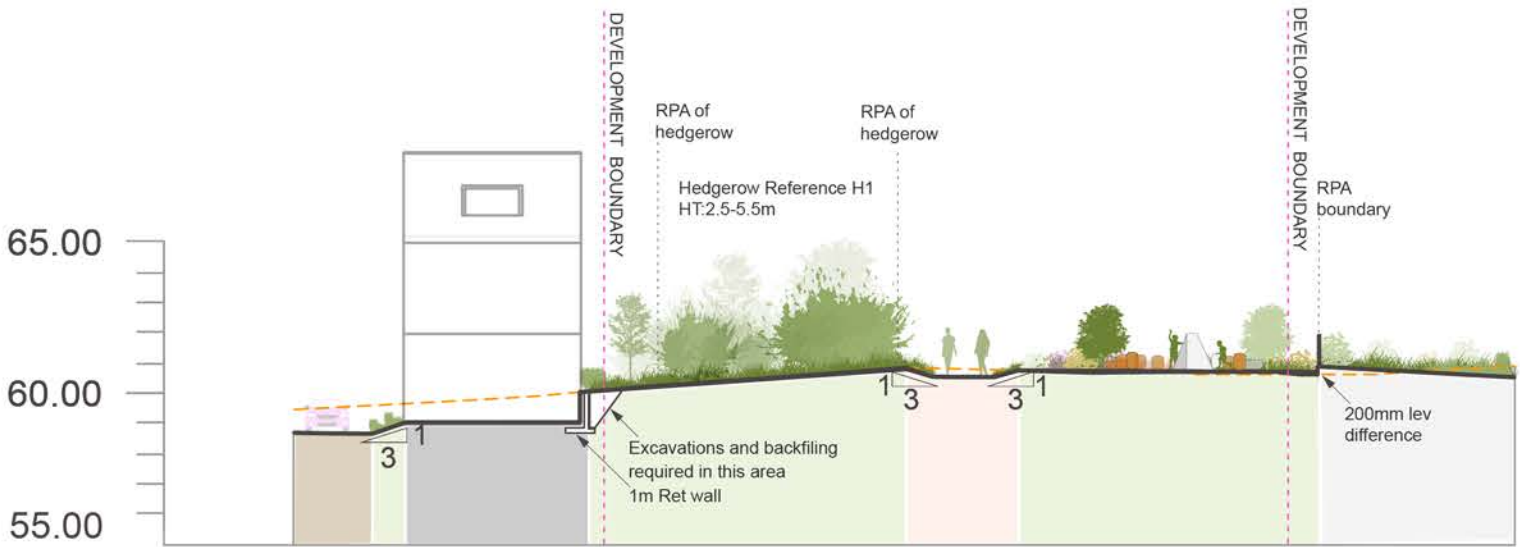 DEVELOPMENT BOUNDARY
DEVELOPMENT BOUNDARY
RPA of
hedgerow
RPA of
hedgerow
Hedgerow Reference H1
HT:2.5-5.5m
RPA
boundary
65.00
60.00
55.00
3
1
1
3
3
1
200mm lev
difference
Excavations and backfiling
required in this area
1m Ret wall